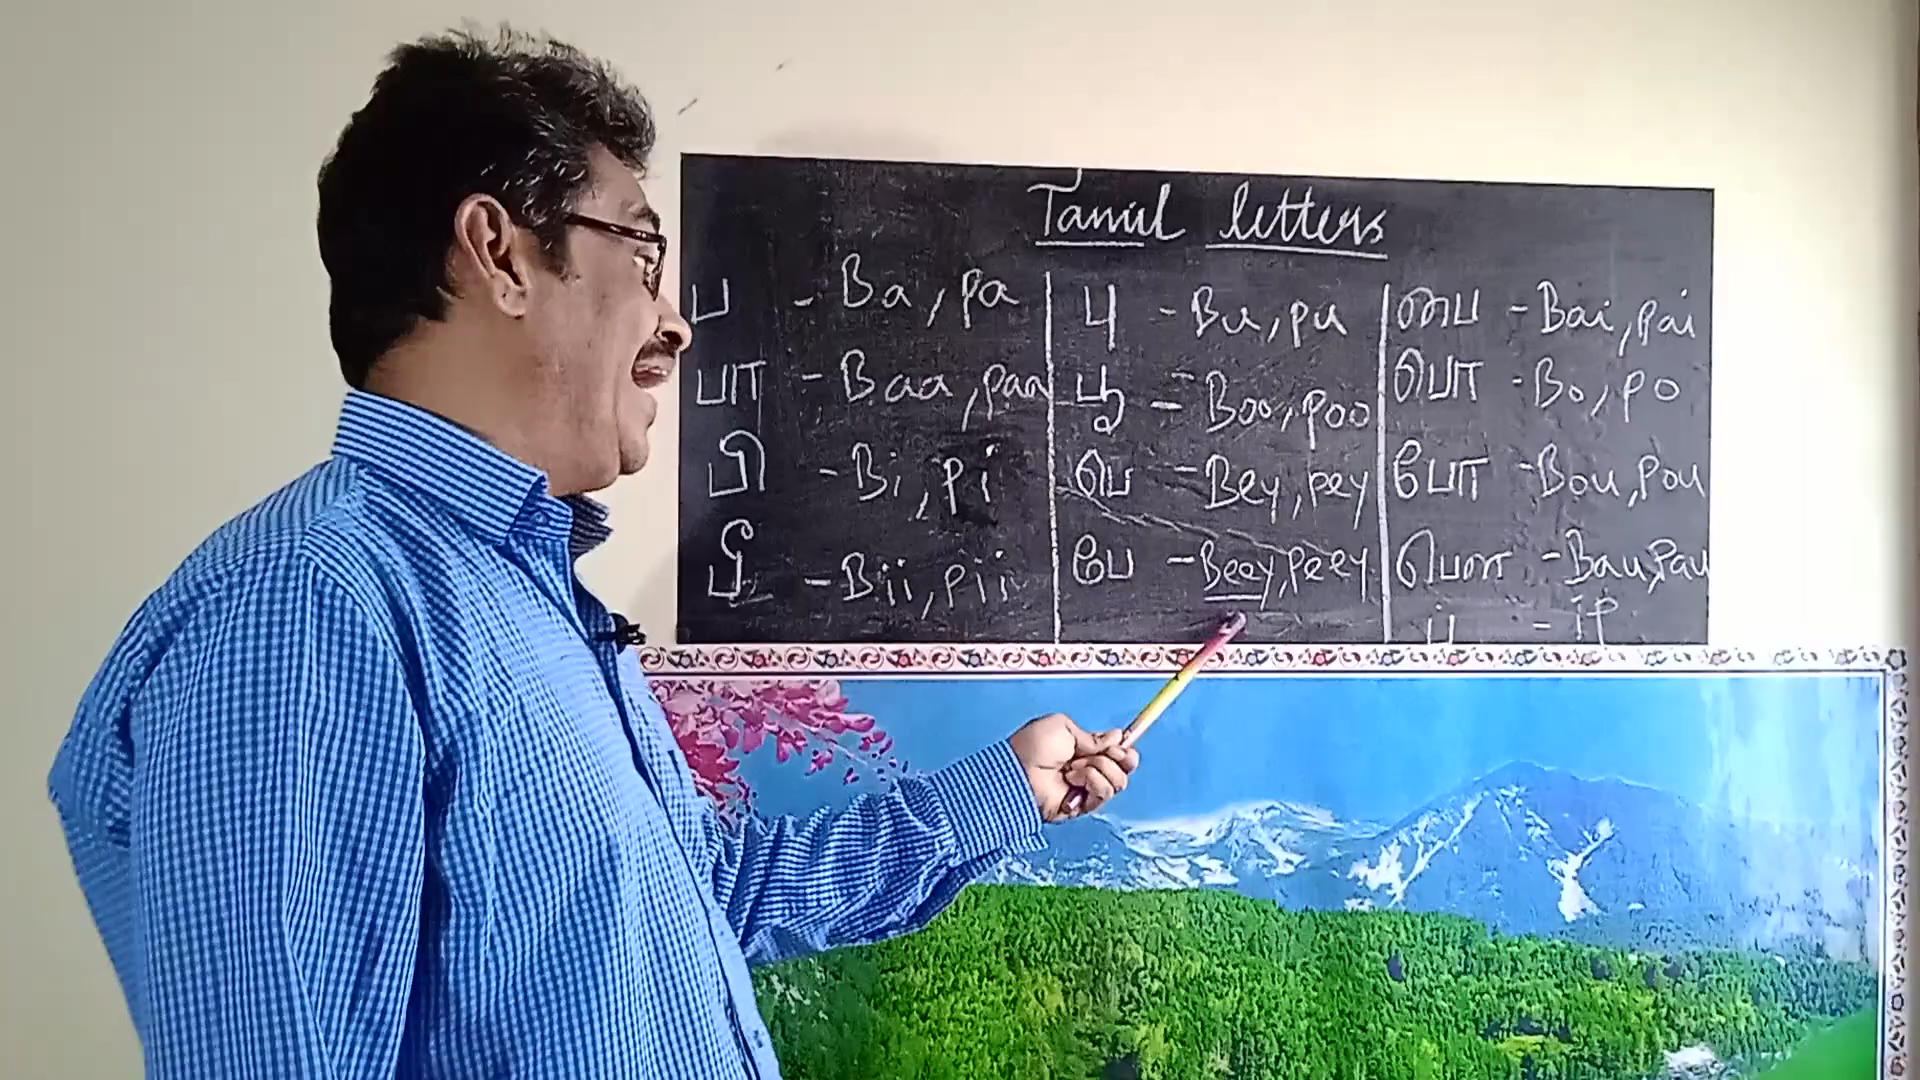 Tamil letters
ப - Ba, pa
பா - Baa, paa
பி - Bi, pi
பீ - Bii, pii
பு - Bu, pu
பூ - Boo, poo
பெ - Bey, pey
பே - Beey, peey
பை - Bai, pai
பொ - Bo, po
போ - Bou, pou
பௌ - Bau, pau
ப் - ip